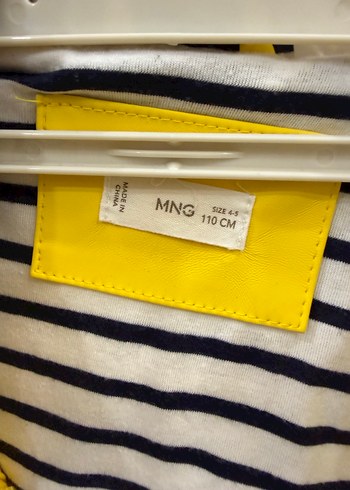 MADE IN
CHINA
MNG
SIZE 4-5
110 CM